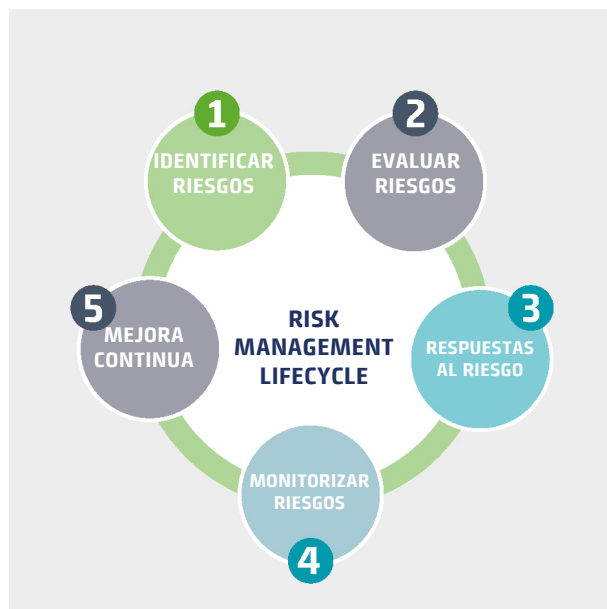 1
IDENTIFICAR
RIESGOS
2
EVALUAR
RIESGOS
3
RESPUESTAS
AL RIESGO
4
MONITORIZAR
RIESGOS
5
MEJORA
CONTINUA
RISK
MANAGEMENT
LIFECYCLE